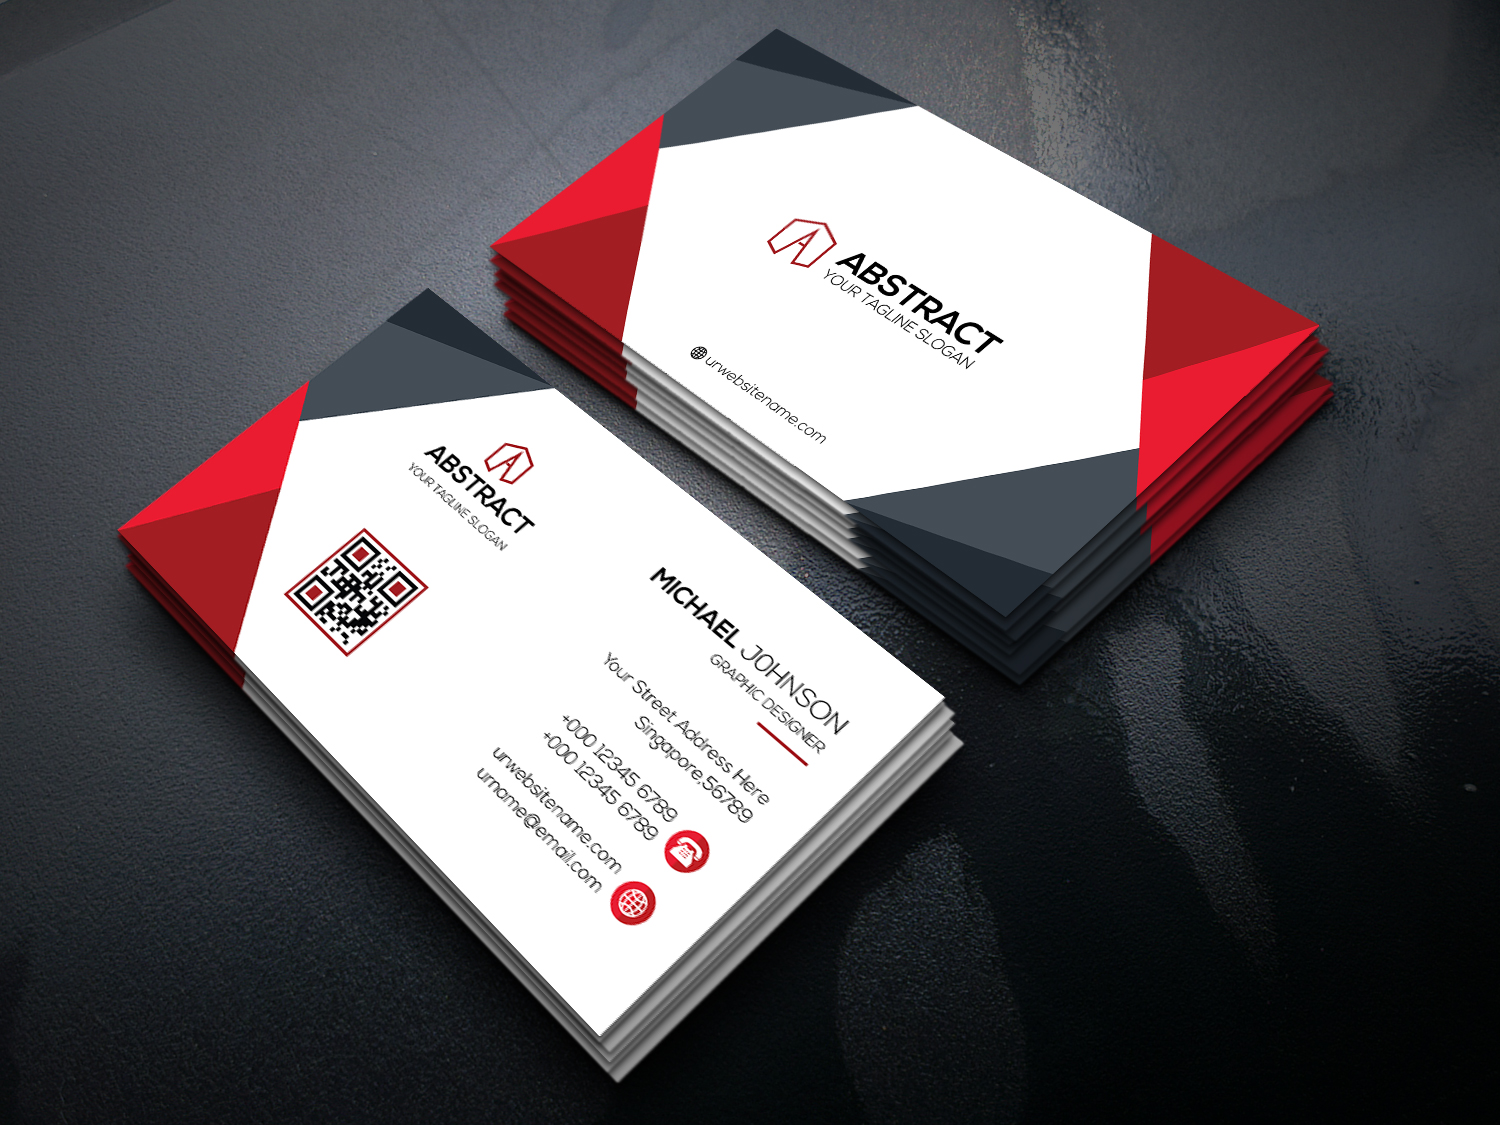 ABSTRACT
YOUR TAGLINE SLOGAN
urwebsitename.com
ABSTRACT
YOUR TAGLINE SLOGAN
MICHAEL JOHNSON
GRAPHIC DESIGNER
Your Street Address Here
Singapore,56789
+000 12345 6789
+000 12345 6789
urwebsitename.com
urname@email.com